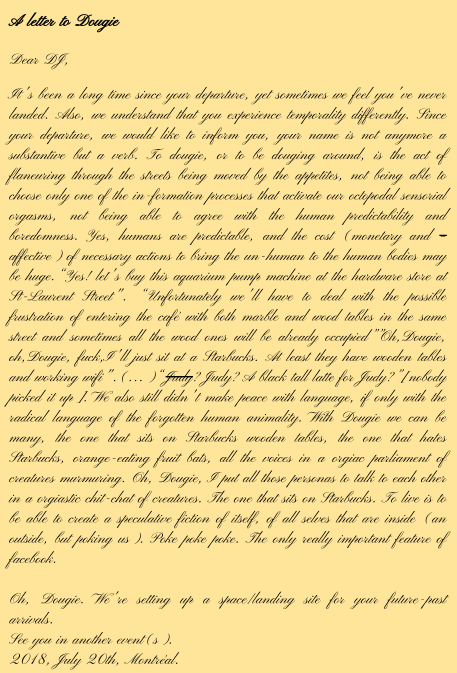 A letter to Dougie
Dear DJ,
It's been a long time since your departure, yet sometimes we feel you 've never
landed. Also, we understand that you experience temporality differently. Since
your departure, we would like to inform you, your name is not anymore a
substantive but a verb. To dougie, or to be douging around, is the act of
flaneuring through the streets being moved by the appetites, not being able to
choose only one of the in-formation processes that activate our octopodal sensorial
orgasms, not being able to agree with the human predictability and
boredomness. Yes, humans are predictable, and the cost (monetary and –
affective ) of necessary actions to bring the un-human to the human bodies may
be huge. “Yes! let's buy this aquarium pump machine at the hardware store at
St-Laurent Street”. “Unfortunately we'll have to deal with the possible
frustration of entering the café with both marble and wood tables in the same
street and sometimes all the wood ones will be already occupied ””Oh,Dougie,
oh,Dougie, fuck,I'll just sit at a Starbucks. At least they have wooden tables
and working wifi”.(... )“Judy? Judy? A black tall latte for Judy?”[nobody
picked it up ]. We also still didn't make peace with language, if only with the
radical language of the forgotten human animality. With Dougie we can be
many, the one that sits on Starbucks wooden tables, the one that hates
Starbucks, orange-eating fruit bats, all the voices in a orgiac parliament of
creatures murmuring. Oh, Dougie, I put all those personas to talk to each other
in a orgiastic chit-chat of creatures. The one that sits on Starbucks. To live is to
be able to create a speculative fiction of itself, of all selves that are inside (an
outside, but poking us ). Poke poke poke. The only really important feature of
facebook.
Oh, Dougie. We're setting up a space/landing site for your future-past
arrivals.
See you in another event(s ).
2018, July 20th, Montréal.